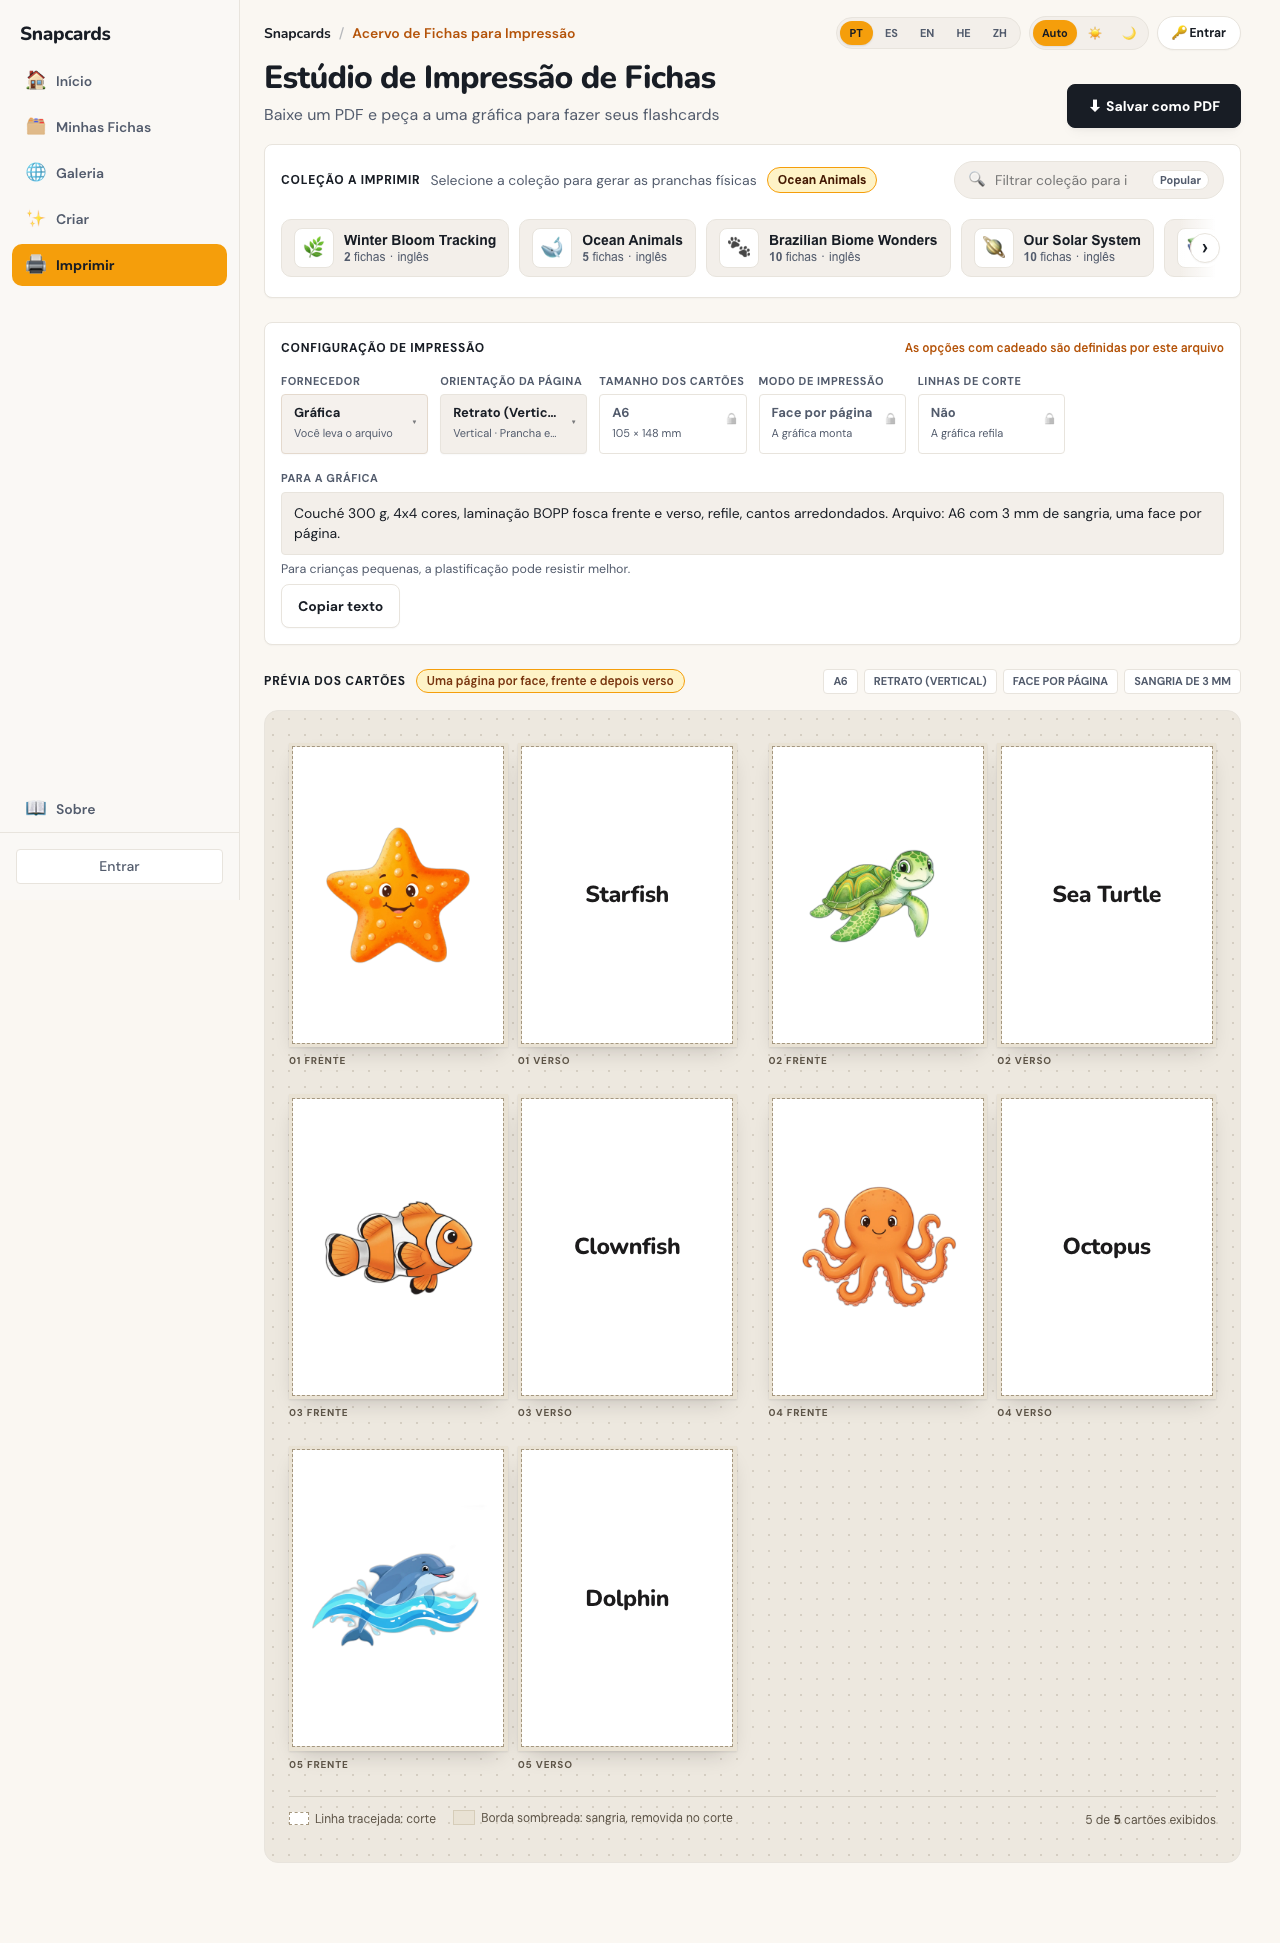 Snapcards
Início
Minhas Fichas
Galeria
Criar
Imprimir
Sobre
Entrar
Snapcards / Acervo de Fichas para Impressão
PT ES EN HE ZH
Auto
Entrar
Estúdio de Impressão de Fichas
Baixe um PDF e peça a uma gráfica para fazer seus flashcards
⬇ Salvar como PDF
COLEÇÃO A IMPRIMIR Selecione a coleção para gerar as pranchas físicas Ocean Animals
Filtrar coleção para i Popular
Winter Bloom Tracking
2 fichas · inglês
Ocean Animals
5 fichas · inglês
Brazilian Biome Wonders
10 fichas · inglês
Our Solar System
10 fichas · inglês
›
CONFIGURAÇÃO DE IMPRESSÃO
As opções com cadeado são definidas por este arquivo
FORNECEDOR
Gráfica
Você leva o arquivo
ORIENTAÇÃO DA PÁGINA
Retrato (Vertic...
Vertical · Prancha e...
TAMANHO DOS CARTÕES
A6
105 × 148 mm
MODO DE IMPRESSÃO
Face por página
A gráfica monta
LINHAS DE CORTE
Não
A gráfica refila
PARA A GRÁFICA
Couché 300 g, 4x4 cores, laminação BOPP fosca frente e verso, refile, cantos arredondados. Arquivo: A6 com 3 mm de sangria, uma face por
página.
Para crianças pequenas, a plastificação pode resistir melhor.
Copiar texto
PRÉVIA DOS CARTÕES Uma página por face, frente e depois verso
A6 RETRATO (VERTICAL) FACE POR PÁGINA SANGRIA DE 3 MM
Starfish
Sea Turtle
01 FRENTE 01 VERSO 02 FRENTE 02 VERSO
Clownfish
Octopus
03 FRENTE 03 VERSO 04 FRENTE 04 VERSO
Dolphin
05 FRENTE 05 VERSO
Linha tracejada: corte Borda sombreada: sangria, removida no corte
5 de 5 cartões exibidos